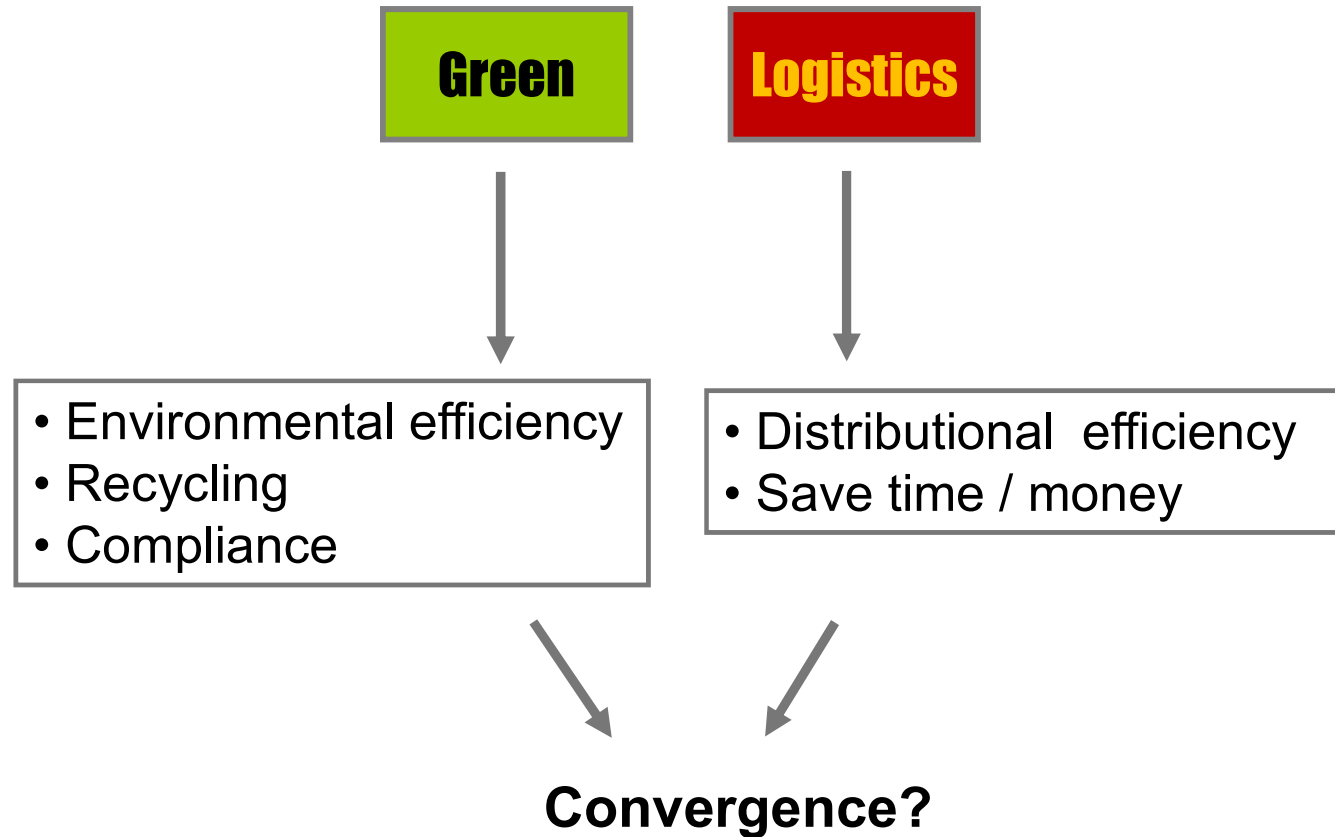 Green
Logistics
• Environmental efficiency
• Recycling
• Compliance
• Distributional  efficiency
• Save time / money
Convergence?